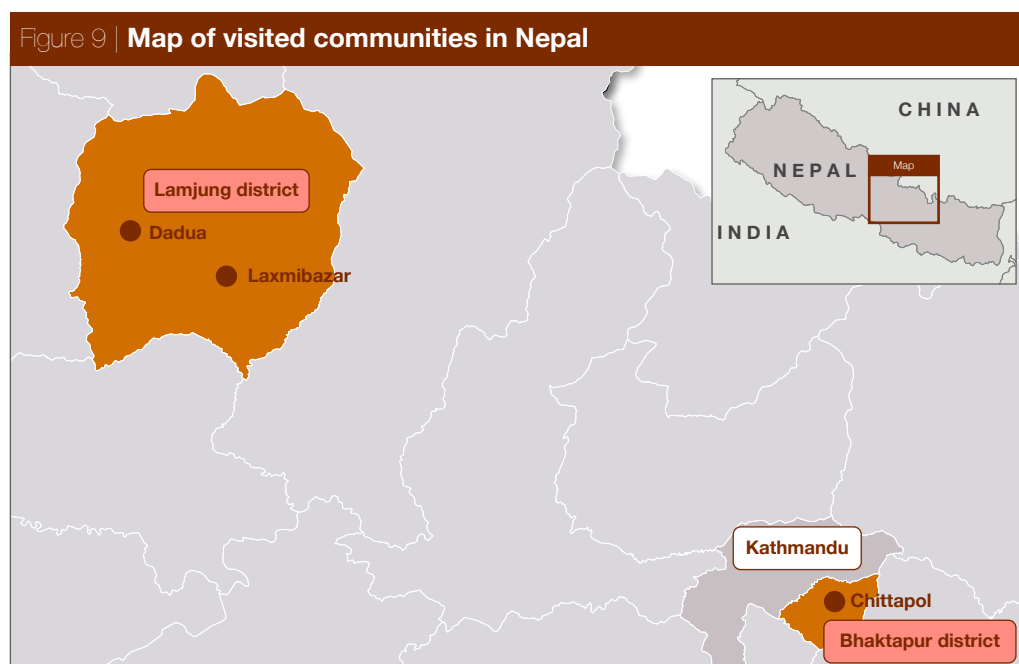 Figure 9 | Map of visited communities in Nepal
CHINA
NEPAL
Map
INDIA
Lamjung district
Dadua
Laxmibazar
Kathmandu
Chittapol
Bhaktapur district